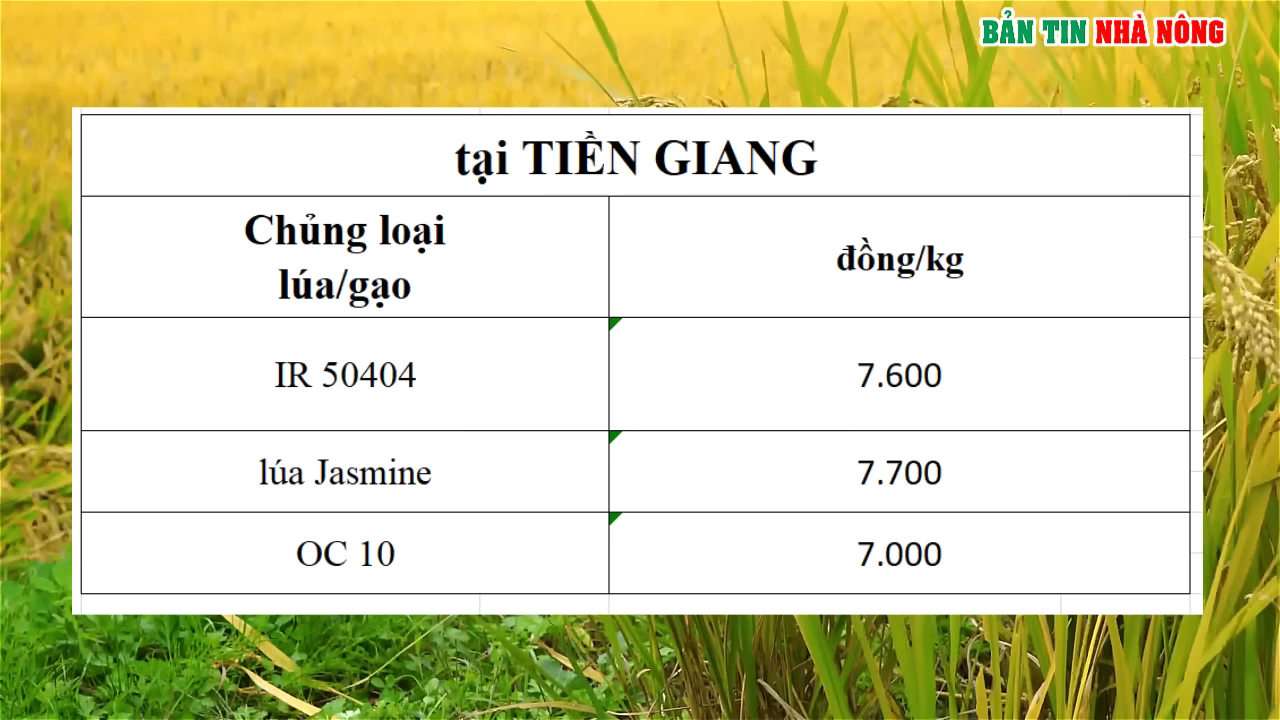 BẢN TIN NHÀ NÔNG
tại TIỀN GIANG
Chủng loại
lúa/gạo
đồng/kg
IR 50404
7.600
lúa Jasmine
7.700
OC 10
7.000